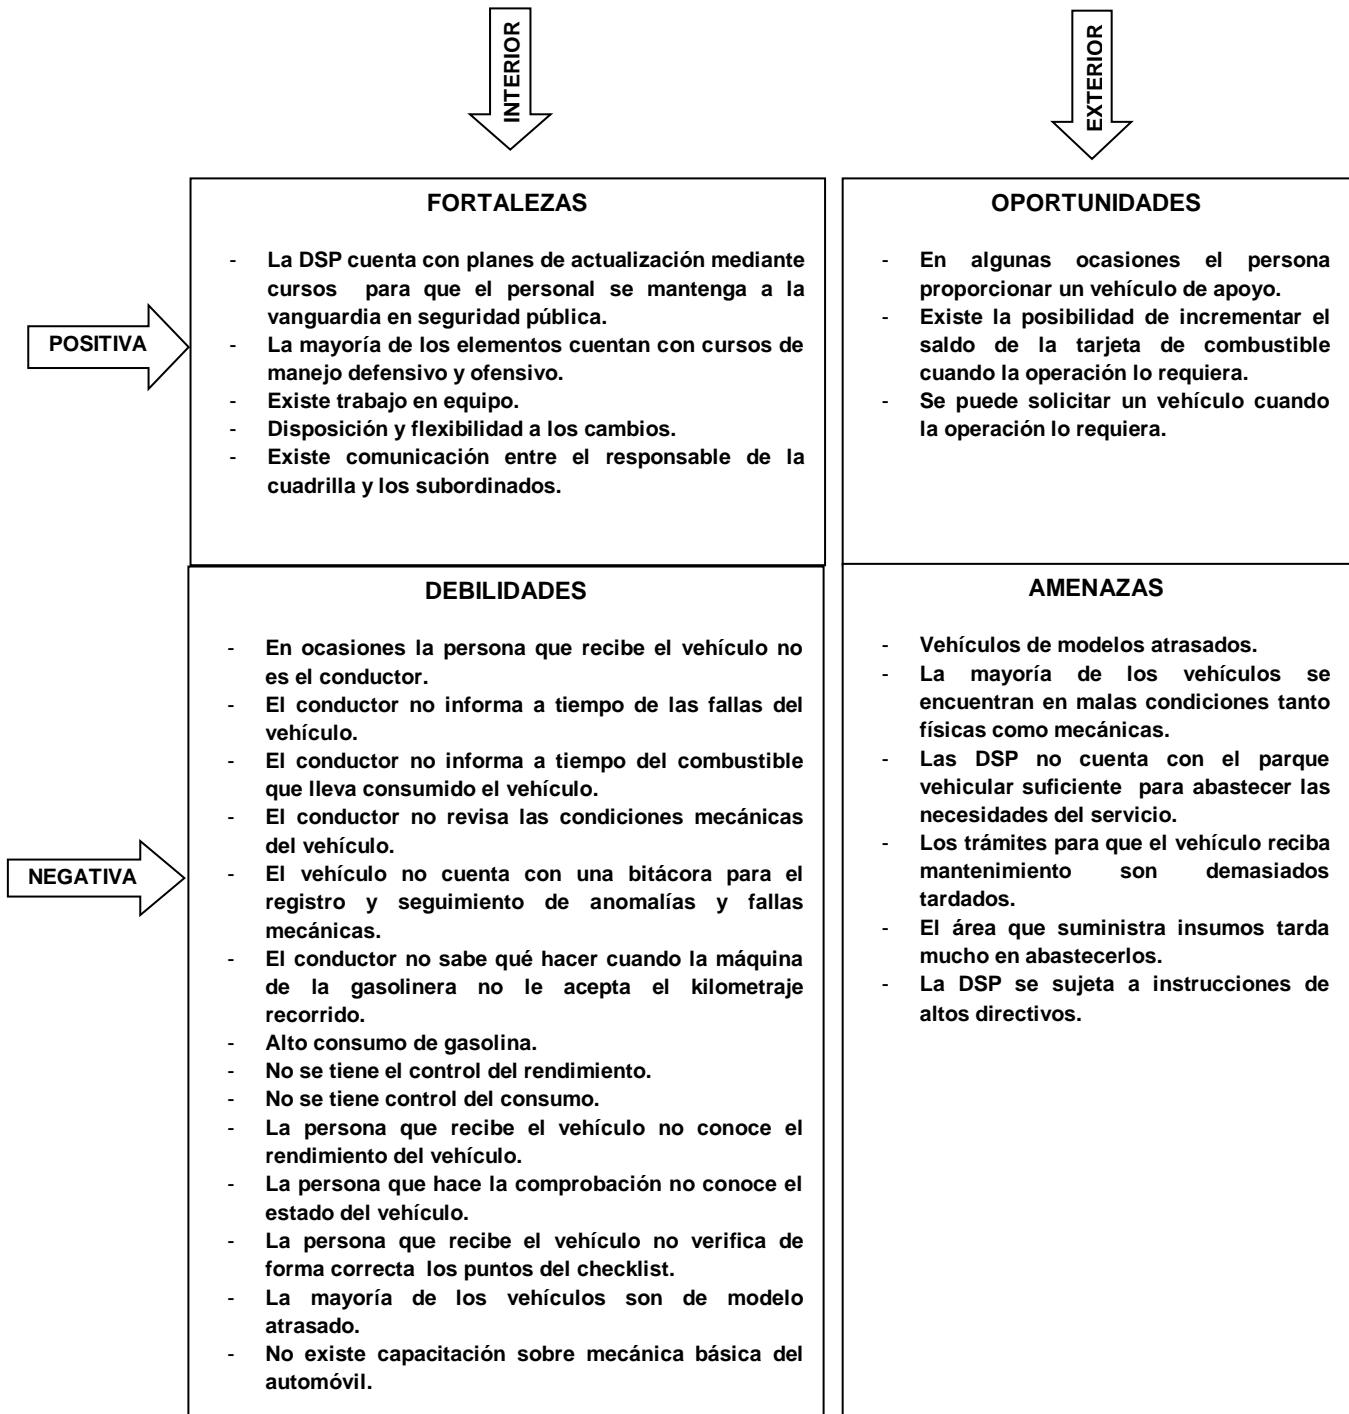 INTERIOR
EXTERIOR
POSITIVA
NEGATIVA
FORTALEZAS
- La DSP cuenta con planes de actualización mediante
cursos para que el personal se mantenga a la
vanguardia en seguridad pública.
- La mayoría de los elementos cuentan con cursos de
manejo defensivo y ofensivo.
- Existe trabajo en equipo.
- Disposición y flexibilidad a los cambios.
- Existe comunicación entre el responsable de la
cuadrilla y los subordinados.
OPORTUNIDADES
- En algunas ocasiones el persona
proporcionar un vehículo de apoyo.
- Existe la posibilidad de incrementar el
saldo de la tarjeta de combustible
cuando la operación lo requiera.
- Se puede solicitar un vehículo cuando
la operación lo requiera.
DEBILIDADES
- En ocasiones la persona que recibe el vehículo no
es el conductor.
- El conductor no informa a tiempo de las fallas del
vehículo.
- El conductor no informa a tiempo del combustible
que lleva consumido el vehículo.
- El conductor no revisa las condiciones mecánicas
del vehículo.
- El vehículo no cuenta con una bitácora para el
registro y seguimiento de anomalías y fallas
mecánicas.
- El conductor no sabe qué hacer cuando la máquina
de la gasolinera no le acepta el kilometraje
recorrido.
- Alto consumo de gasolina.
- No se tiene el control del rendimiento.
- No se tiene control del consumo.
- La persona que recibe el vehículo no conoce el
rendimiento del vehículo.
- La persona que hace la comprobación no conoce el
estado del vehículo.
- La persona que recibe el vehículo no verifica de
forma correcta los puntos del checklist.
- La mayoría de los vehículos son de modelo
atrasado.
- No existe capacitación sobre mecánica básica del
automóvil.
AMENAZAS
- Vehículos de modelos atrasados.
- La mayoría de los vehículos se
encuentran en malas condiciones tanto
físicas como mecánicas.
- Las DSP no cuenta con el parque
vehicular suficiente para abastecer las
necesidades del servicio.
- Los trámites para que el vehículo reciba
mantenimiento son demasiados
tardados.
- El área que suministra insumos tarda
mucho en abastecerlos.
- La DSP se sujeta a instrucciones de
altos directivos.